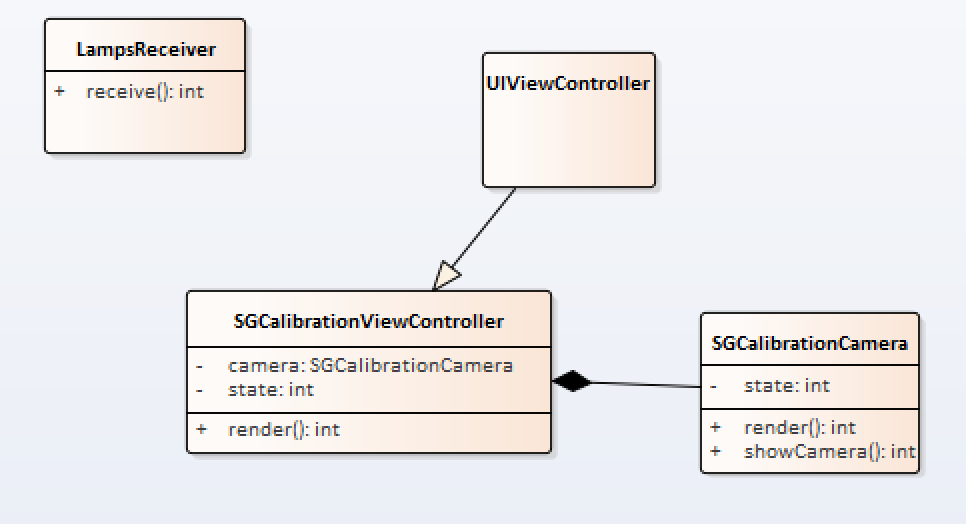 LampsReceiver
+ receive(): int
UIViewController
SGCalibrationViewController
- camera: SGCalibrationCamera
- state: int
+ render(): int
SGCalibrationCamera
- state: int
+ render(): int
+ showCamera(): int